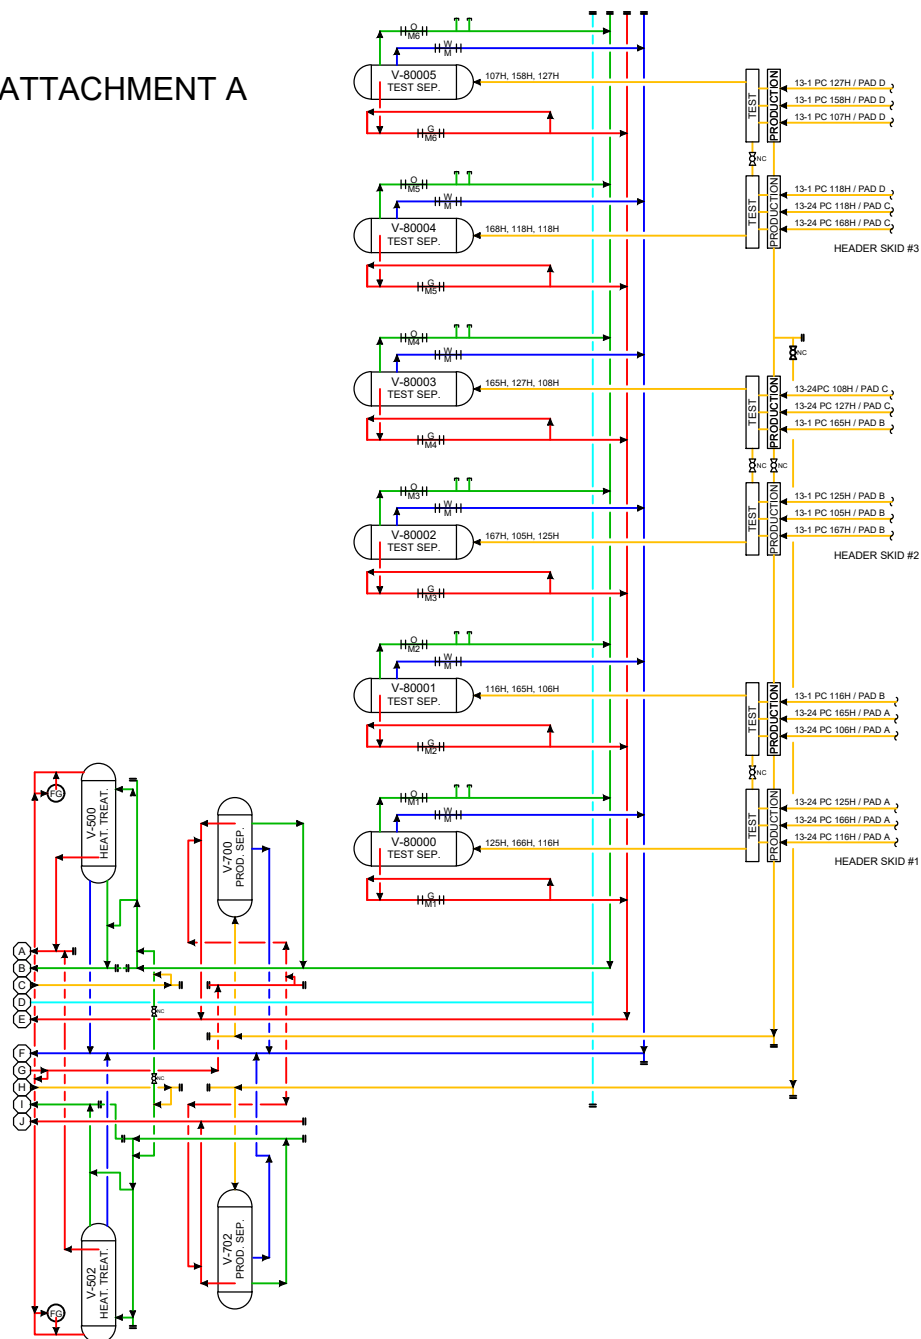 ATTACHMENT A
O
M6
W
M
V-80005
TEST SEP.
107H, 158H, 127H
G
M6
TEST
PRODUCTION
13-1 PC 127H / PAD D
13-1 PC 158H / PAD D
13-1 PC 107H / PAD D
NC
O
M5
W
M
V-80004
TEST SEP.
168H, 118H, 118H
G
M5
TEST
PRODUCTION
13-1 PC 118H / PAD D
13-24 PC 118H / PAD C
13-24 PC 168H / PAD C
HEADER SKID #3
NC
O
M4
W
M
V-80003
TEST SEP.
165H, 127H, 108H
G
M4
TEST
PRODUCTION
13-24PC 108H / PAD C
13-24 PC 127H / PAD C
13-1 PC 165H / PAD B
NC
NC
O
M3
W
M
V-80002
TEST SEP.
167H, 105H, 125H
G
M3
TEST
PRODUCTION
13-1 PC 125H / PAD B
13-1 PC 105H / PAD B
13-1 PC 167H / PAD B
HEADER SKID #2
O
M2
W
M
V-80001
TEST SEP.
116H, 165H, 106H
G
M2
TEST
PRODUCTION
13-1 PC 116H / PAD B
13-24 PC 165H / PAD A
13-24 PC 106H / PAD A
NC
O
M1
W
M
V-80000
TEST SEP.
125H, 166H, 116H
G
M1
TEST
PRODUCTION
13-24 PC 125H / PAD A
13-24 PC 166H / PAD A
13-24 PC 116H / PAD A
HEADER SKID #1
FG
V-500
HEAT. TREAT.
V-700
PROD. SEP.
A
B
C
D
E
NC
F
G
H
I
J
NC
V-502
HEAT. TREAT.
V-702
PROD. SEP.
FG